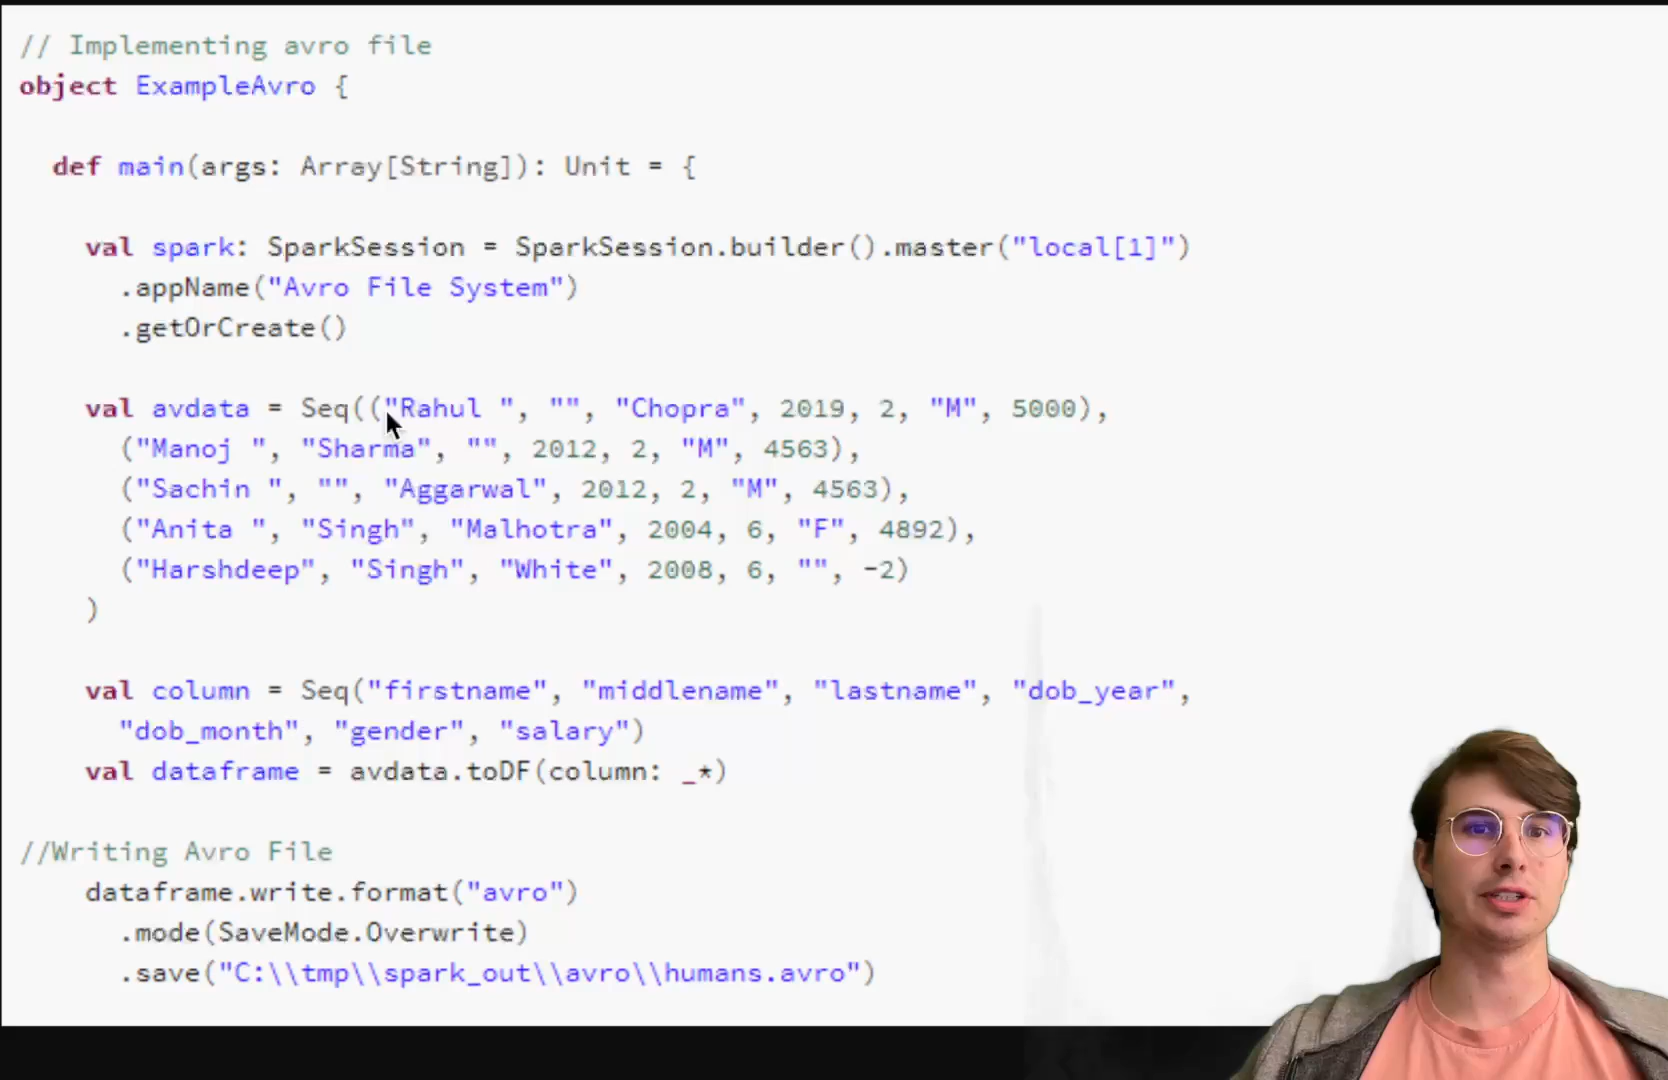 // Implementing avro file
object ExampleAvro {
def main(args: Array[String]): Unit = {
val spark: SparkSession = SparkSession.builder().master("local[1]")
.appName("Avro File System")
.getOrCreate()
val avdata = Seq(("Rahul ", "", "Chopra", 2019, 2, "M", 5000),
("Manoj ", "Sharma", "", 2012, 2, "M", 4563),
("Sachin ", "", "Aggarwal", 2012, 2, "M", 4563),
("Anita ", "Singh", "Malhotra", 2004, 6, "F", 4892),
("Harshdeep", "Singh", "White", 2008, 6, "", -2)
)
val column = Seq("firstname", "middlename", "lastname", "dob_year",
"dob_month", "gender", "salary")
val dataframe = avdata.toDF(column: _*)
//Writing Avro File
dataframe.write.format("avro")
.mode(SaveMode.Overwrite)
.save("C:\\tmp\\spark_out\\avro\\humans.avro")